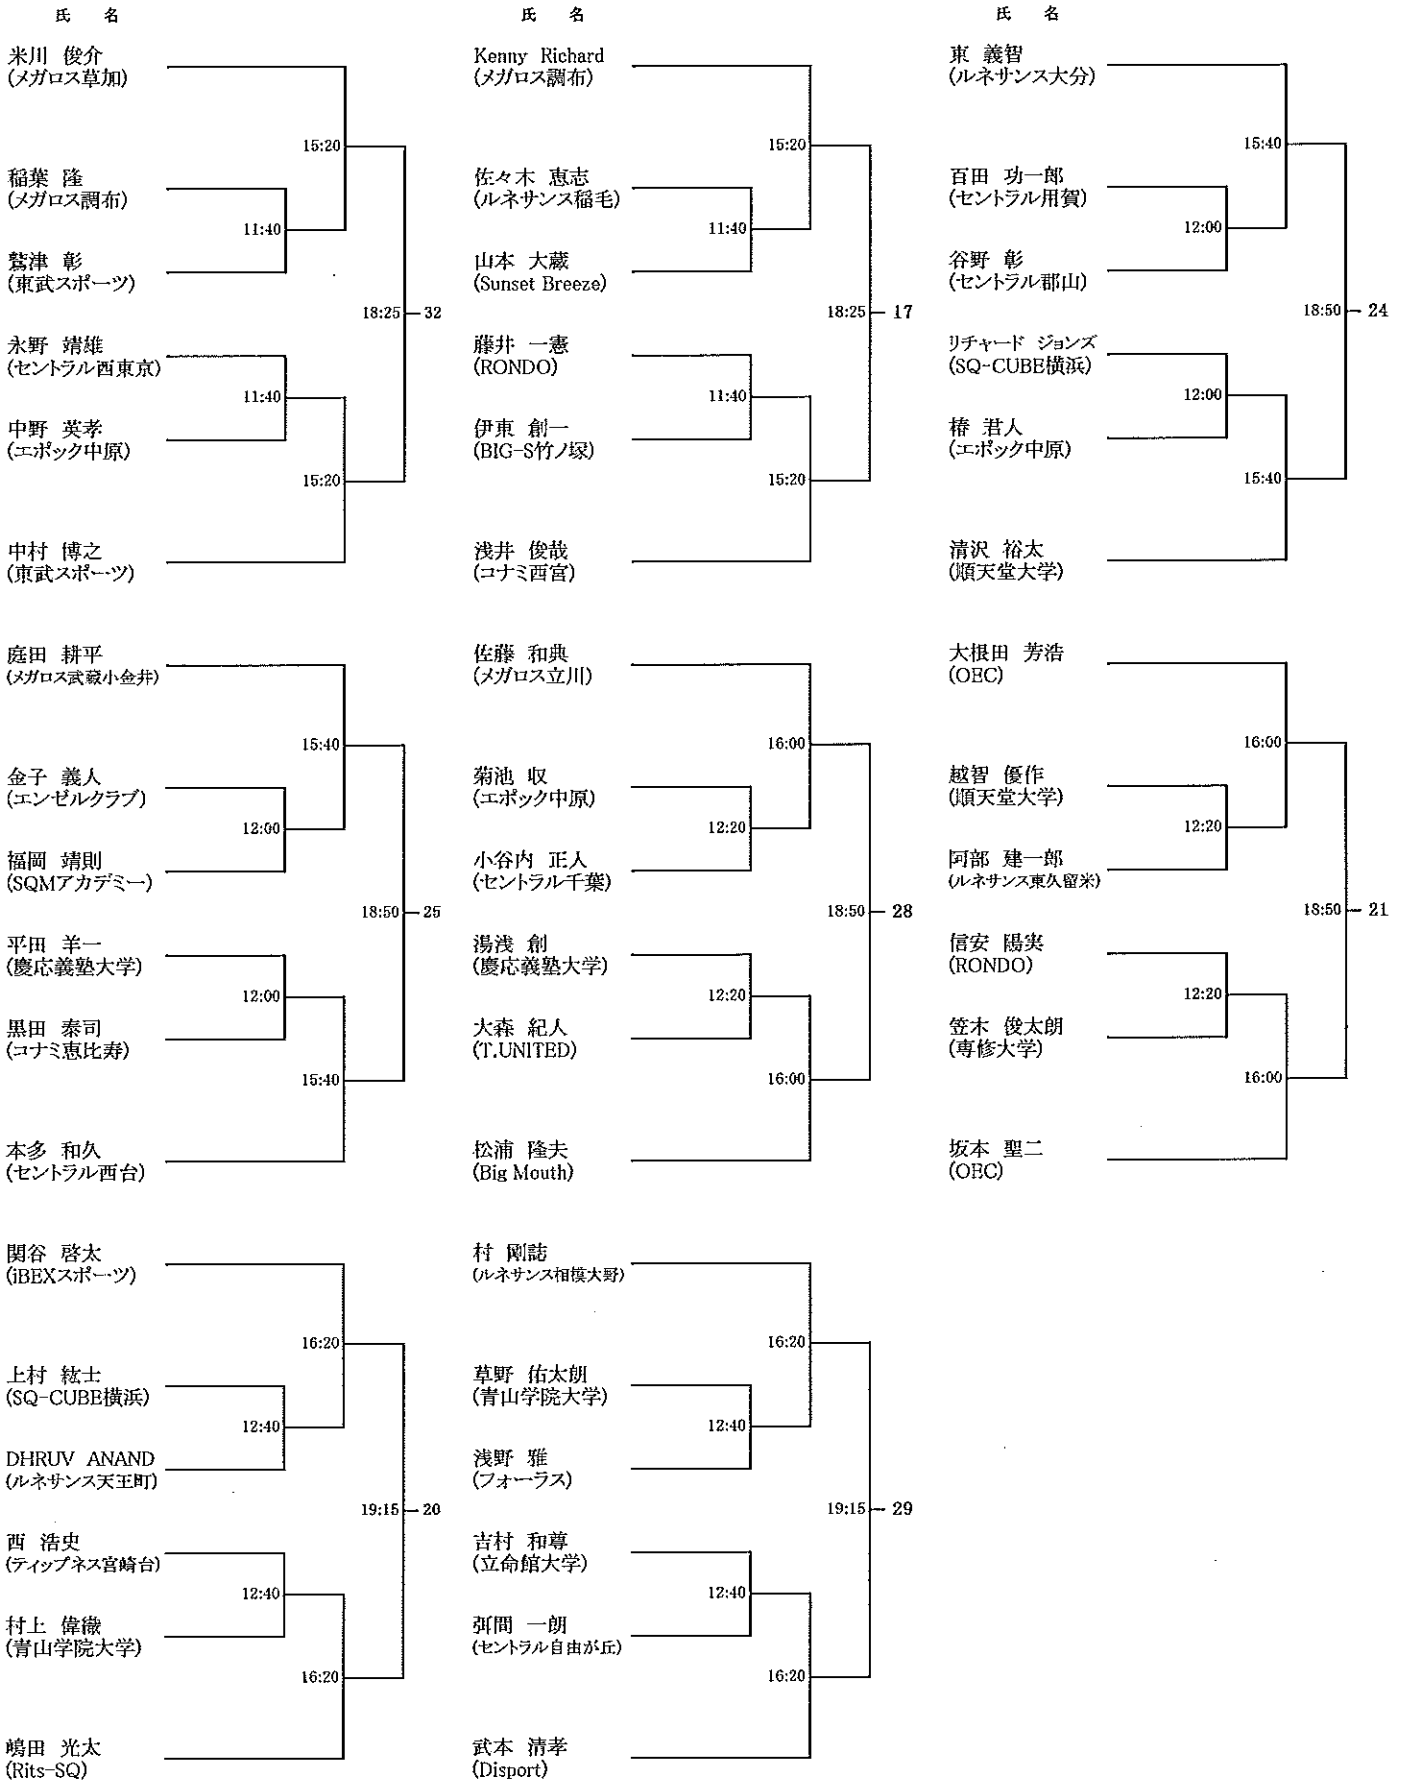 氏 名
米川 俊介
(メガロス草加)
15:20
稲葉 隆
(メガロス調布)
11:40
鷲津 彰
(東武スポーツ)
18:25 32
永野 靖雄
(セントラル西東京)
11:40
中野 英孝
(エポック中原)
15:20
中村 博之
(東武スポーツ)
氏 名
Kenny Richard
(メガロス調布)
15:20
佐々木 恵志
(ルネサンス稲毛)
11:40
山本 大蔵
(Sunset Breeze)
18:25 17
藤井 一憲
(RONDO)
11:40
伊東 創一
(BIG-S竹ノ塚)
15:20
浅井 俊哉
(コナミ西宮)
氏 名
東 義智
(ルネサンス大分)
15:40
百田 功一郎
(セントラル用賀)
12:00
谷野 彰
(セントラル郡山)
18:50 24
リチャード ジョンズ
(SQ-CUBE横浜)
12:00
椿 君人
(エポック中原)
15:40
清沢 裕太
(順天堂大学)
庭田 耕平
(メガロス武蔵小金井)
15:40
金子 義人
(エンゼルクラブ)
12:00
福岡 靖則
(SQMアカデミー)
18:50 25
平田 羊一
(慶応義塾大学)
12:00
黒田 泰司
(コナミ恵比寿)
15:40
本多 和久
(セントラル西台)
佐藤 和典
(メガロス立川)
16:00
菊池 収
(エポック中原)
12:20
小谷内 正人
(セントラル千葉)
18:50 28
湯浅 創
(慶応義塾大学)
12:20
大森 紀人
(T.UNITED)
16:00
松浦 隆夫
(Big Mouth)
大根田 芳浩
(OEC)
16:00
越智 優作
(順天堂大学)
12:20
阿部 建一郎
(ルネサンス東久留米)
18:50 21
信安 陽実
(RONDO)
12:20
笠木 俊太朗
(専修大学)
16:00
坂本 聖二
(OEC)
関谷 啓太
(iBEXスポーツ)
16:20
上村 紘士
(SQ-CUBE横浜)
12:40
DHRUV ANAND
(ルネサンス天王町)
19:15 20
西 浩史
(ティップネス宮崎台)
12:40
村上 偉徹
(青山学院大学)
16:20
嶋田 光太
(Rits-SQ)
村 剛誌
(ルネサンス相模大野)
16:20
草野 佑太朗
(青山学院大学)
12:40
浅野 雅
(フォーラス)
19:15 29
吉村 和尊
(立命館大学)
12:40
弭間 一朗
(セントラル自由が丘)
16:20
武本 清孝
(Disport)